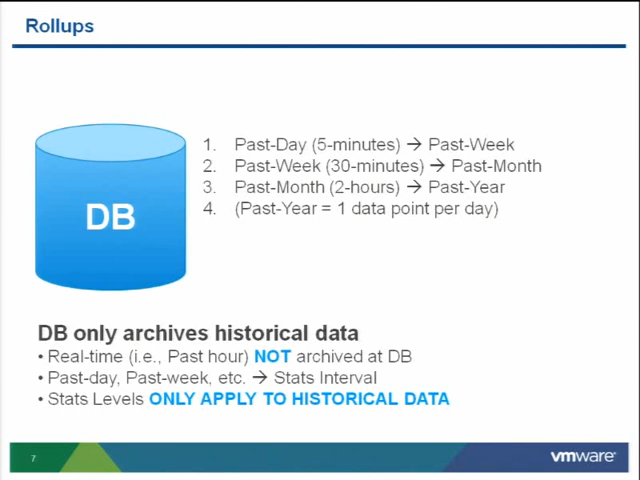 Rollups
DB
1. Past-Day (5-minutes) → Past-Week
2. Past-Week (30-minutes) → Past-Month
3. Past-Month (2-hours) → Past-Year
4. (Past-Year = 1 data point per day)
DB only archives historical data
• Real-time (i.e., Past hour) NOT archived at DB
• Past-day, Past-week, etc. → Stats Interval
• Stats Levels ONLY APPLY TO HISTORICAL DATA
7
vmware®